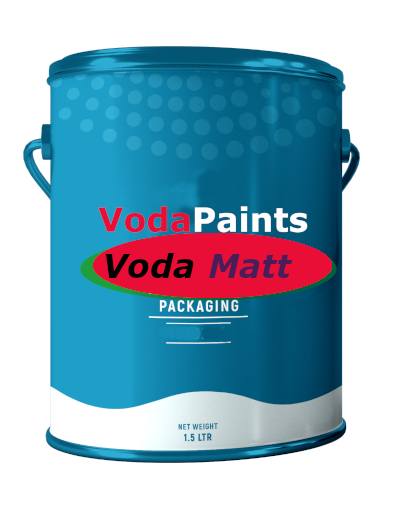 VodaPaints
Voda Matt
PACKAGING
NET WEIGHT
1.5 LTR